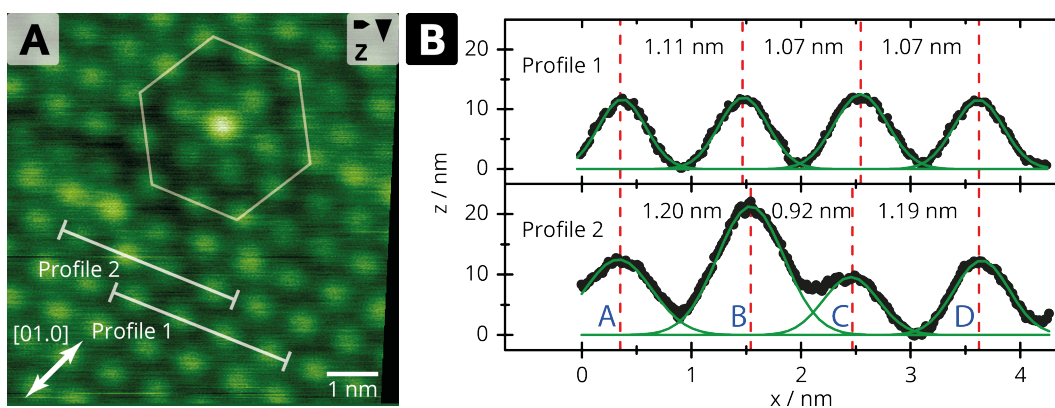 A
z
Profile 2
Profile 1
[01.0]
1 nm
B
z / nm
20
10
0
Profile 1
1.11 nm
1.07 nm
1.07 nm
20
10
0
Profile 2
1.20 nm
0.92 nm
1.19 nm
A
B
C
D
0
1
2
3
4
x / nm